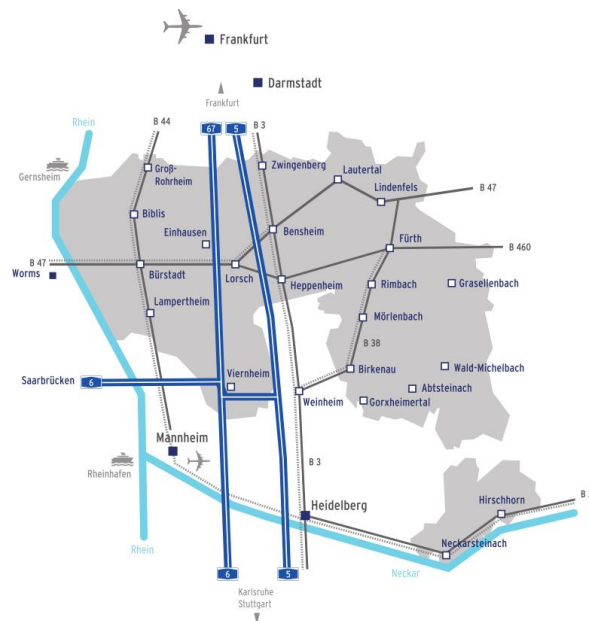 Frankfurt
Darmstadt
Frankfurt
Rhein
B 44
67
5
B 3
Gernsheim
Groß-
Rohrheim
Zwingenberg
Lautertal
Lindenfels
B 47
Biblis
Einhausen
Bensheim
Fürth
B 460
B 47
Worms
Bürstadt
Lorsch
Heppenheim
Rimbach
Grasellenbach
Lampertheim
Mörlenbach
B 38
Saarbrücken
6
Viernheim
Birkenau
Wald-Michelbach
Abtsteinach
Weinheim
Gorxheimertal
Mannheim
Rheinhafen
B 3
Heidelberg
Hirschhorn
B
Rhein
Neckarsteinach
6
5
Neckar
Karlsruhe
Stuttgart